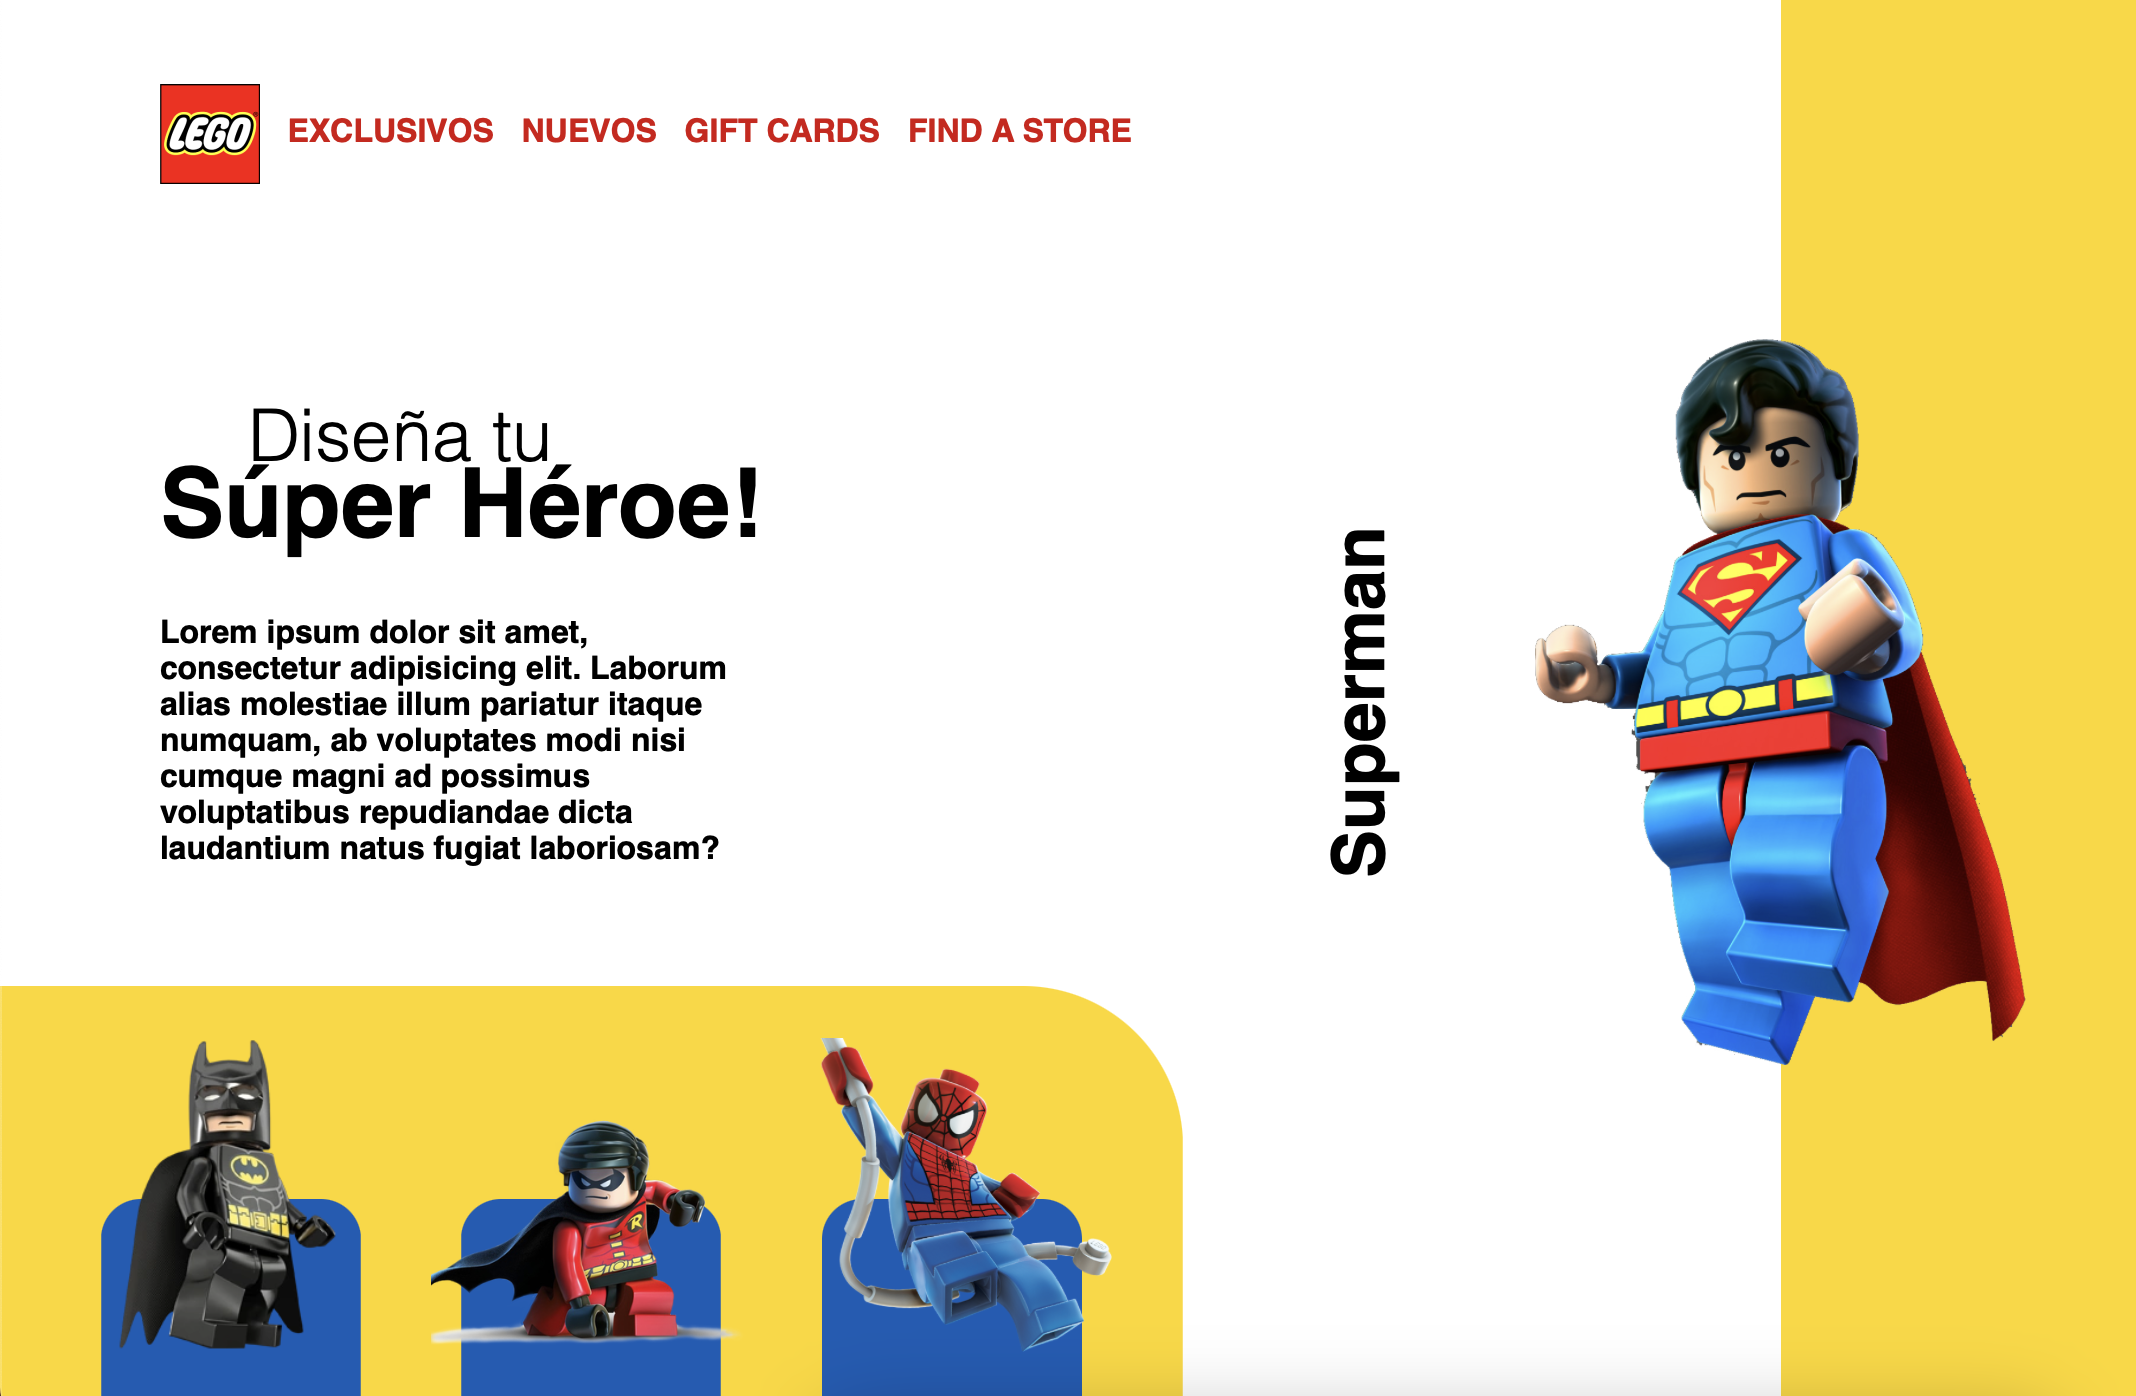 LEGO
EXCLUSIVOS NUEVOS GIFT CARDS FIND A STORE
Diseña tu
Súper Héroe!
Lorem ipsum dolor sit amet,
consectetur adipisicing elit. Laborum
alias molestiae illum pariatur itaque
numquam, ab voluptates modi nisi
cumque magni ad possimus
voluptatibus repudiandae dicta
laudantium natus fugiat laboriosam?
Superman
S
R